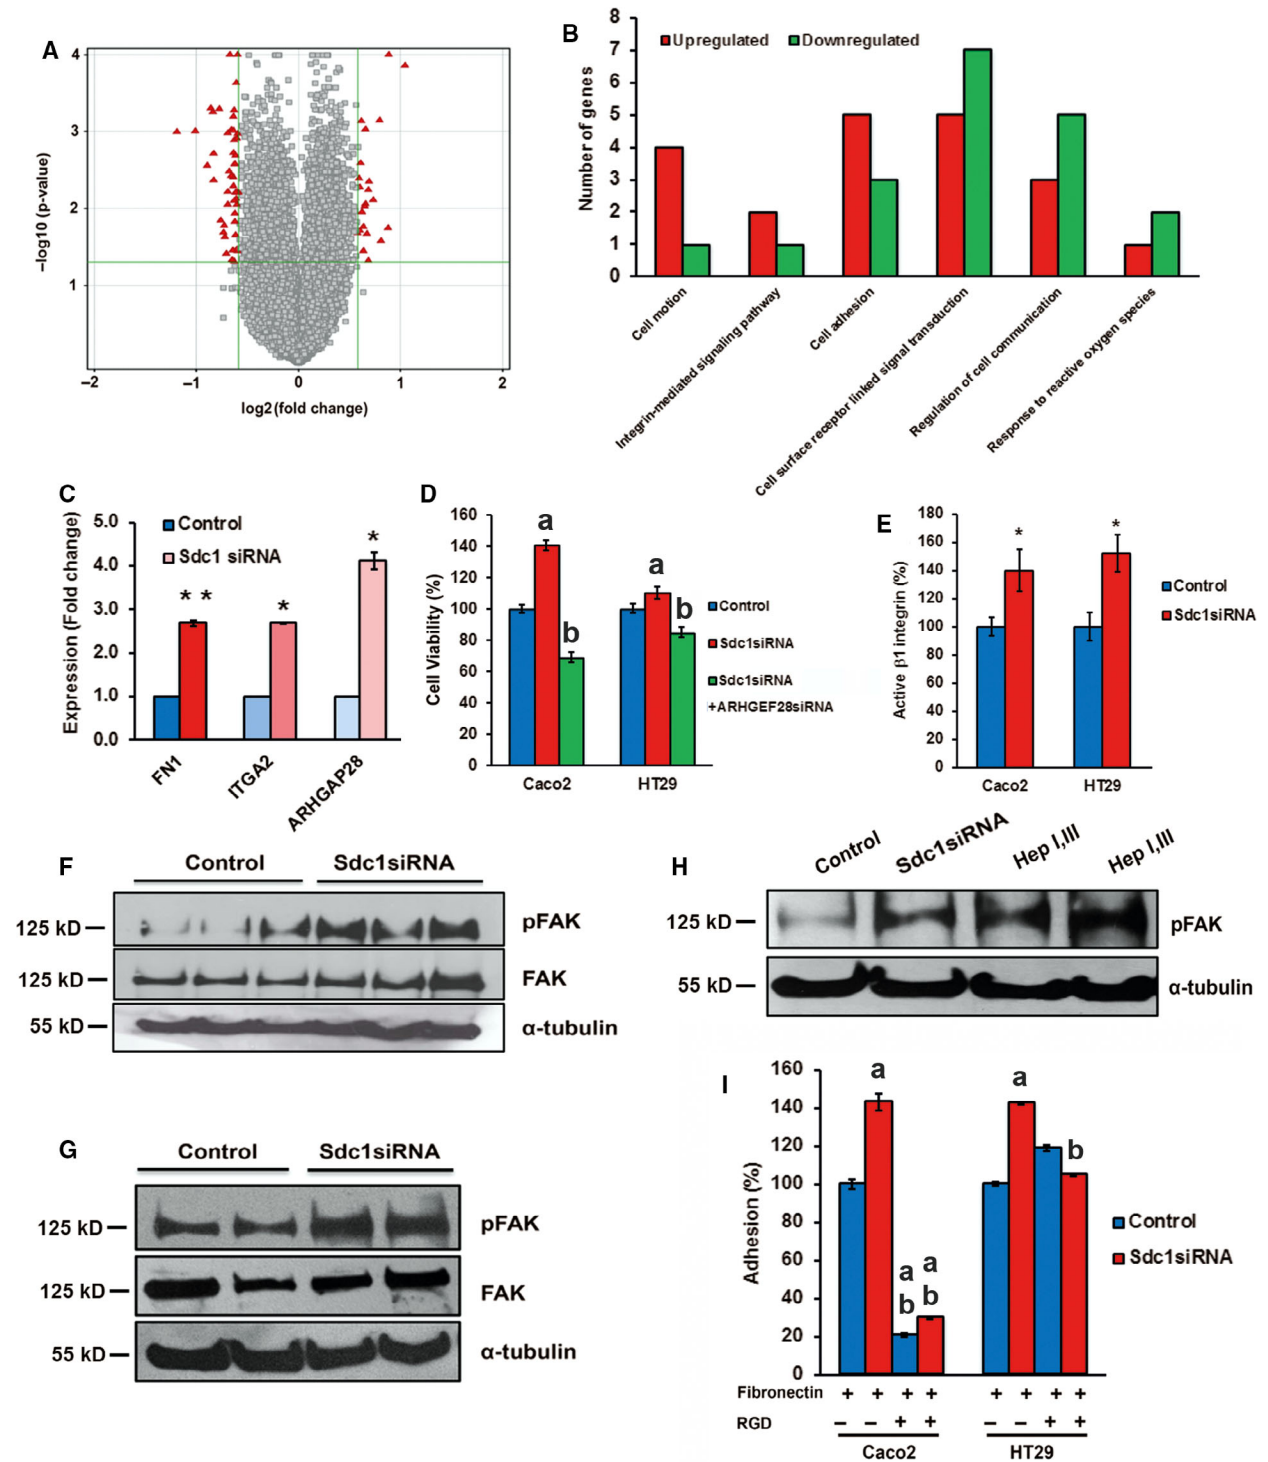 A
4
3
2
1
−log10 (p-value)
−2
−1
0
1
2
log2 (fold change)
B
8
7
6
5
4
3
2
1
0
Number of genes
Upregulated
Downregulated
Cell motion
Integrin-mediated signaling pathway
Cell adhesion
Cell surface receptor linked signal transduction
Regulation of cell communication
Response to reactive oxygen species
C
5.0
4.0
3.0
2.0
1.0
0.0
Expression (Fold change)
Control
Sdc1 siRNA
* *
*
*
FN1
ITGA2
ARHGAP28
D
160
140
120
100
80
60
40
20
0
Cell Viability (%)
a
b
a
b
Caco2
HT29
Control
Sdc1siRNA
Sdc1siRNA
+ARHGEF28siRNA
E
180
160
140
120
100
80
60
40
20
0
Active β1 integrin (%)
*
*
Caco2
HT29
Control
Sdc1siRNA
F
Control
Sdc1siRNA
125 kD
pFAK
125 kD
FAK
55 kD
α-tubulin
G
Control
Sdc1siRNA
125 kD
pFAK
125 kD
FAK
55 kD
α-tubulin
H
Control
Sdc1siRNA
Hep I,III
Hep I,III
125 kD
pFAK
55 kD
α-tubulin
I
160
140
120
100
80
60
40
20
0
Adhesion (%)
a
a
b
a
b
a
b
Control
Sdc1siRNA
Fibronectin + + + + + + + +
RGD − − + + − − + +
Caco2
HT29